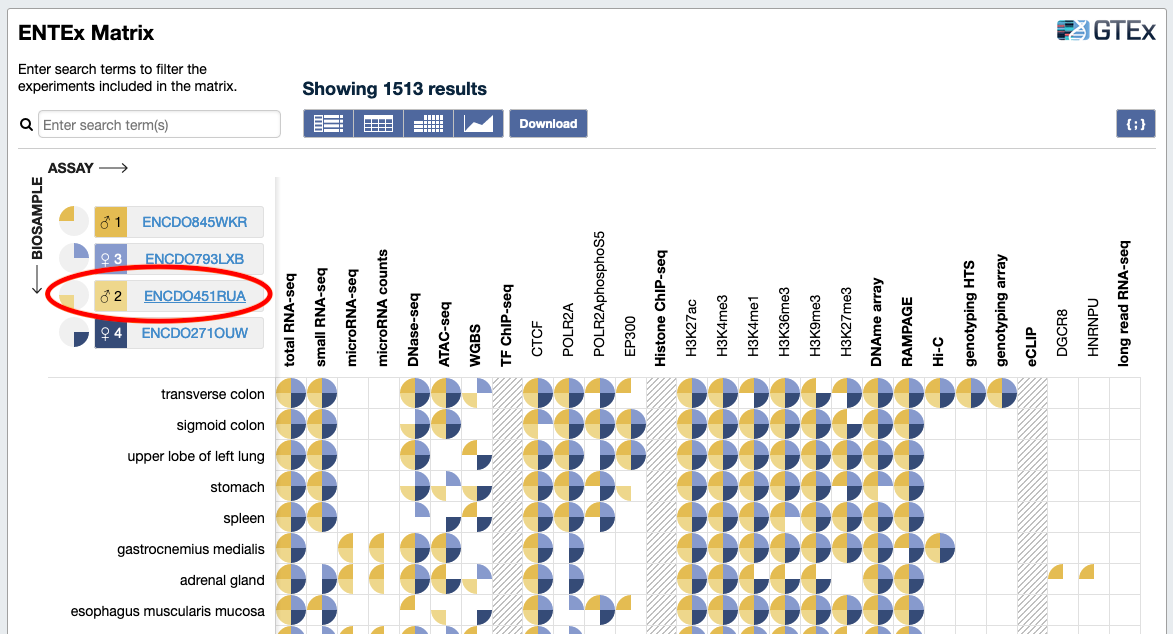 ENTEx Matrix
GTEx
Enter search terms to filter the
experiments included in the matrix.
Showing 1513 results
Enter search term(s)
Download
{ ; }
ASSAY
BIOSAMPLE
♂ 1 ENCDO845WKR
♀ 3 ENCDO793LXB
♂ 2 ENCDO451RUA
♀ 4 ENCDO271OUW
total RNA-seq
small RNA-seq
microRNA-seq
microRNA counts
DNase-seq
ATAC-seq
WGBS
TF ChIP-seq
CTCF
POLR2A
POLR2AphosphoS5
EP300
Histone ChIP-seq
H3K27ac
H3K4me3
H3K4me1
H3K36me3
H3K9me3
H3K27me3
DNAme array
RAMPAGE
Hi-C
genotyping HTS
genotyping array
eCLIP
DGCR8
HNRNPU
long read RNA-seq
transverse colon
sigmoid colon
upper lobe of left lung
stomach
spleen
gastrocnemius medialis
adrenal gland
esophagus muscularis mucosa